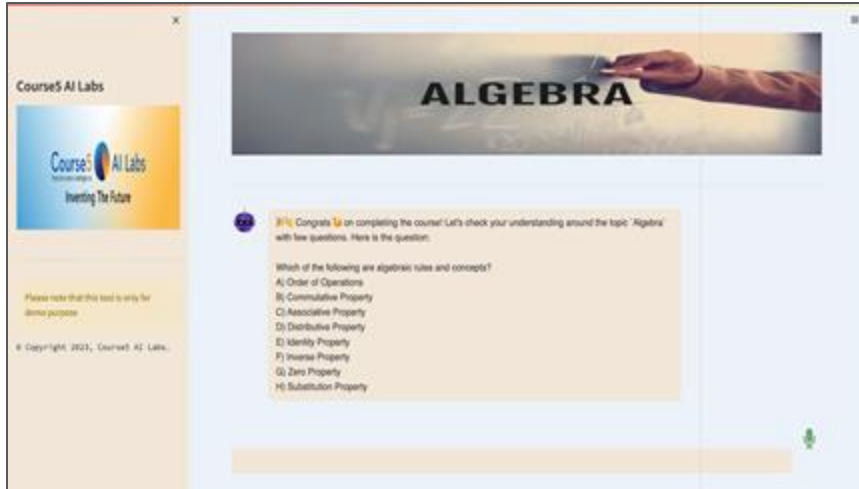 Course5 AI Labs
Course5 AI Labs
Inventing The Future
Please note that this tool is only for
demo purpose
© Copyright 2023, Course5 AI Labs.
ALGEBRA
Congrats on completing the course! Let's check your understanding around the topic `Algebra`
with few questions. Here is the question:
Which of the following are algebraic rules and concepts?
A) Order of Operations
B) Commutative Property
C) Associative Property
D) Distributive Property
E) Identity Property
F) Inverse Property
G) Zero Property
H) Substitution Property